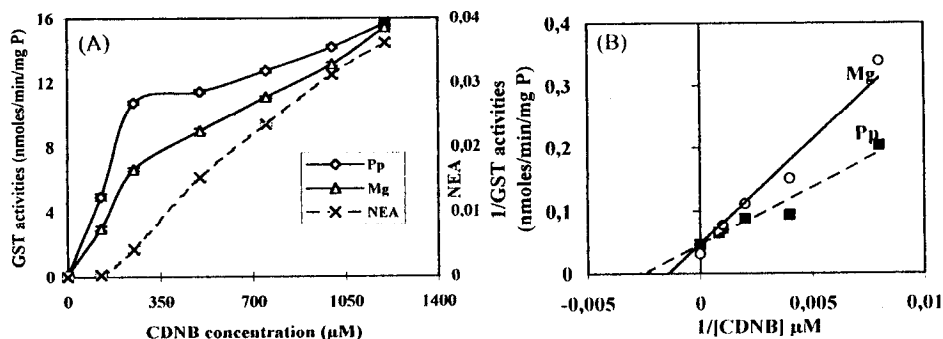 (A)
GST activities (nmoles/min/mg P)
16
12
8
4
0
0 350 700 1050 1400
CDNB concentration (µM)
Pp
Mg
NEA
0,04
0,03
0,02
0,01
0
NEA
(B)
1/GST activities
(nmoles/min/mg P)
0,4
0,3
0,2
0,1
0
Mg
Pp
-0,005 0 0,005 0,01
1/[CDNB] µM